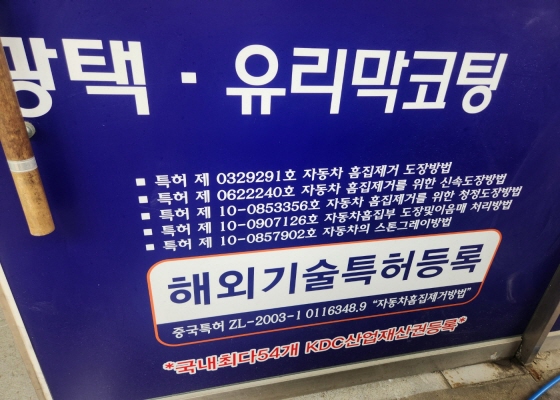 광택 · 유리막코팅
■ 특허 제 0329291호 자동차 흠집제거 도장방법
■ 특허 제 0622240호 자동차 흠집제거를 위한 신속도장방법
■ 특허 제 10-0853356호 자동차 흠집제거를 위한 청정도장방법
■ 특허 제 10-0907126호 자동차흠집부 도장및이음매 처리방법
■ 특허 제 10-0857902호 자동차의 스톤그레이방법
해외기술특허등록
중국특허 ZL-2003-1 0116348.9 “자동차흠집제거방법”
*국내최다54개 KDC산업재산권등록*